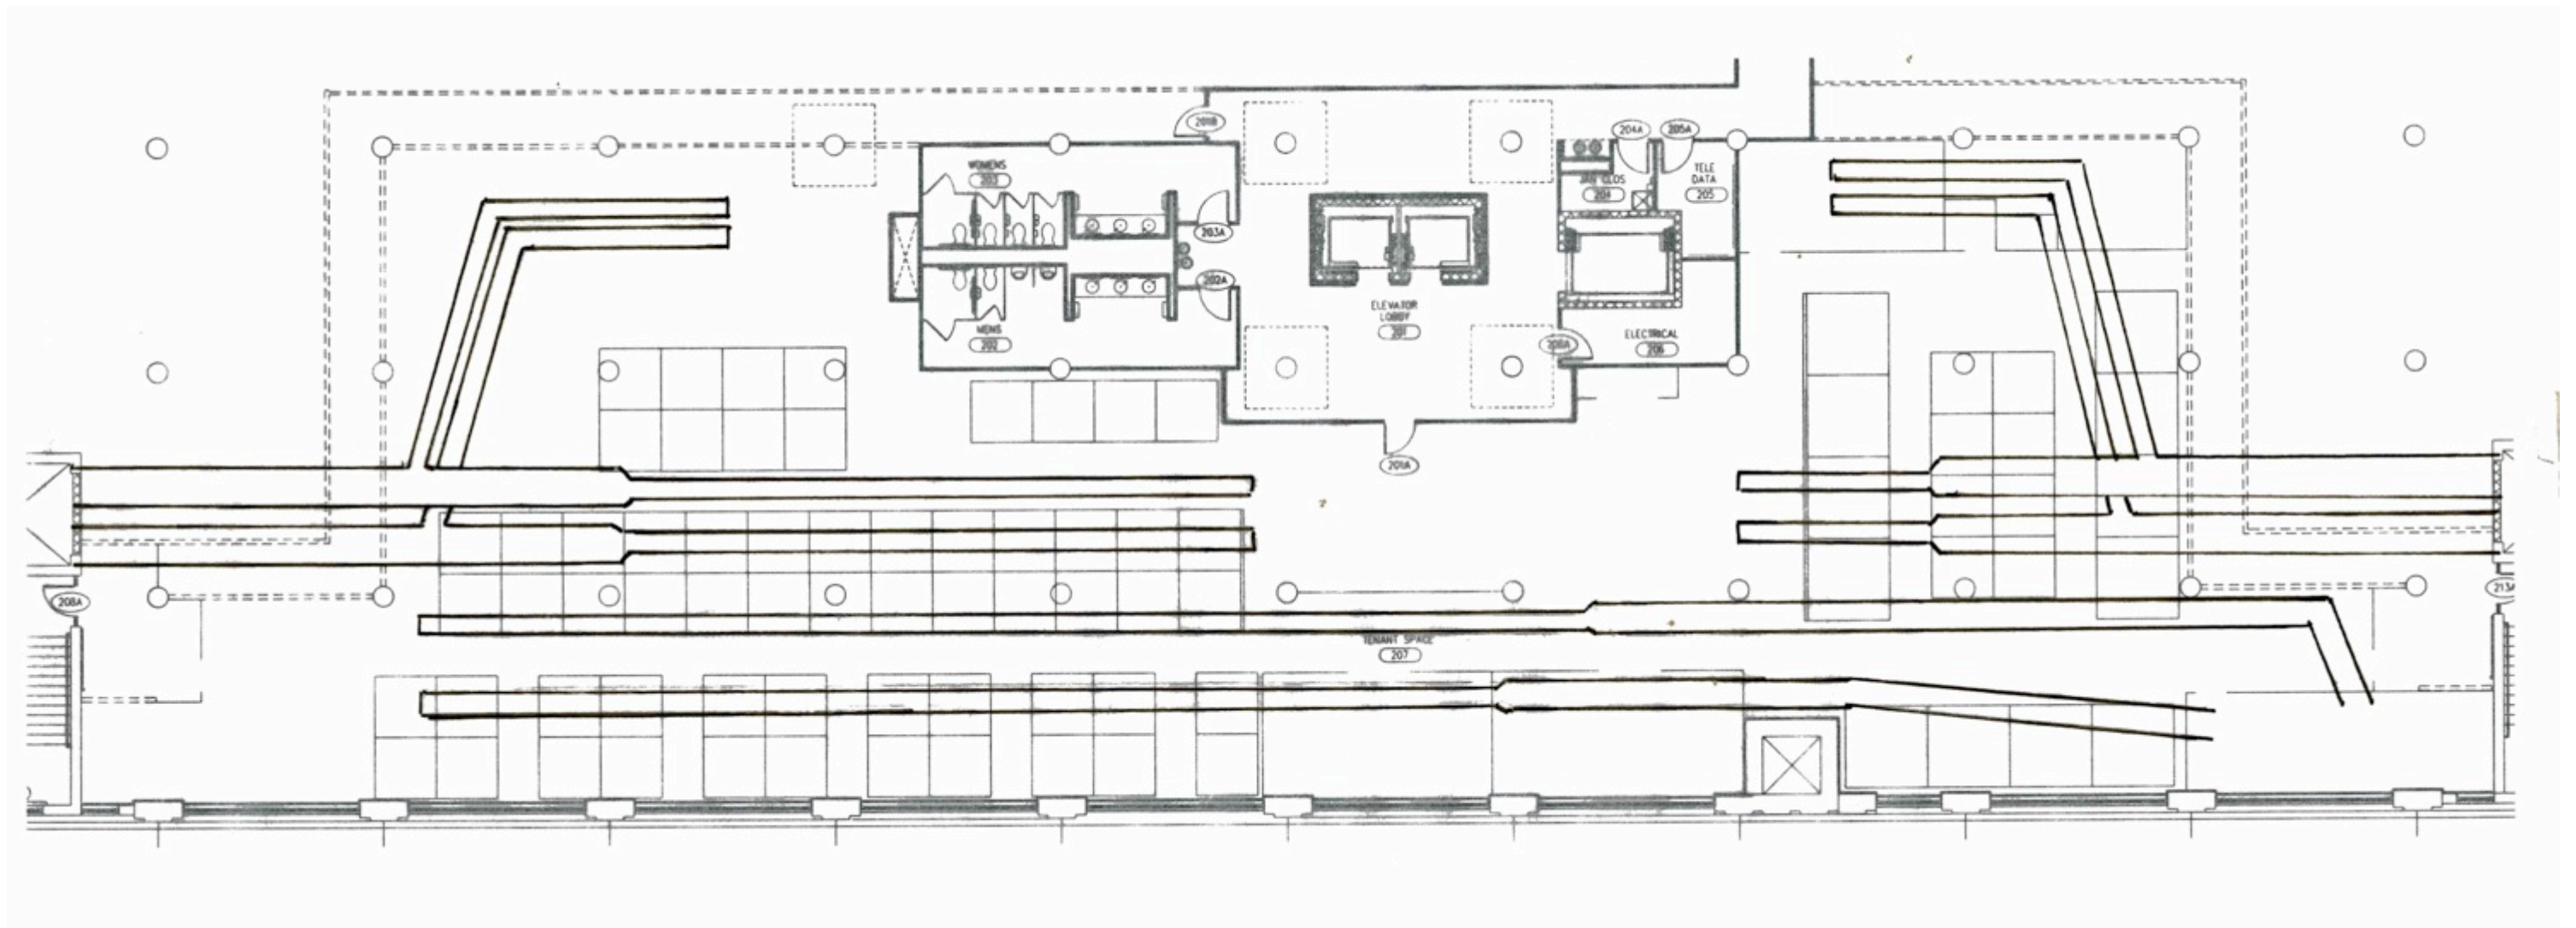 201B
204A
205A
WOMENS
203
JAN CLOS
204
TELE
DATA
205
203A
202A
ELEVATOR
LOBBY
201
MENS
202
206A
ELECTRICAL
206
201A
208A
TENANT SPACE
207